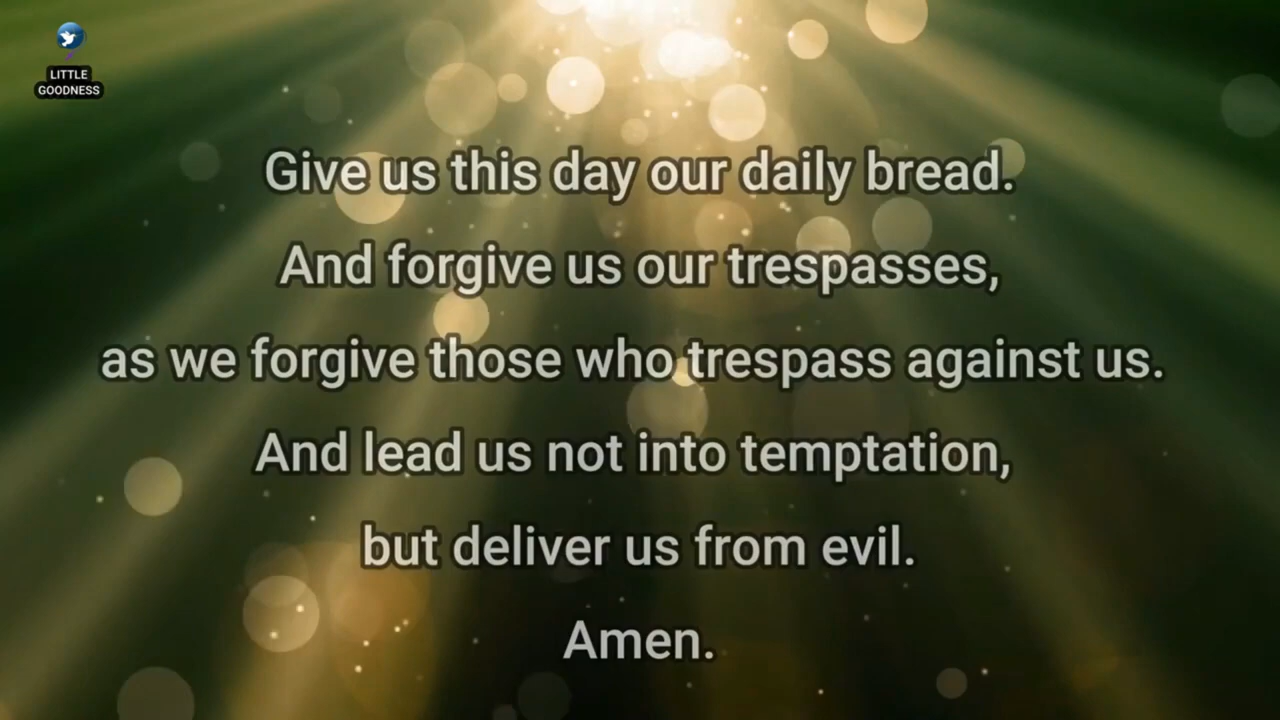 LITTLE
GOODNESS
Give us this day our daily bread.
And forgive us our trespasses,
as we forgive those who trespass against us.
And lead us not into temptation,
but deliver us from evil.
Amen.